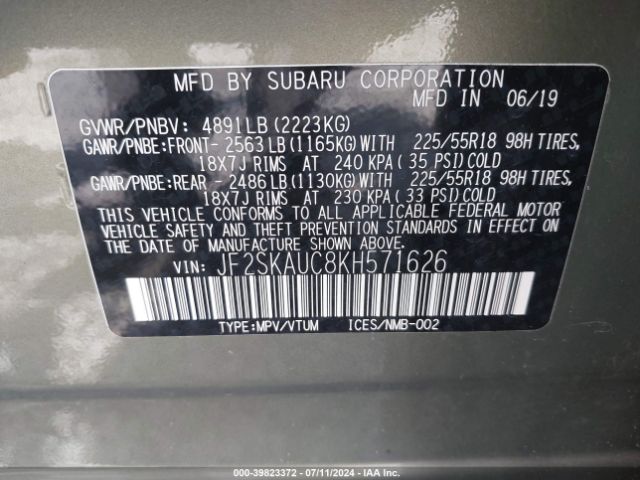 MFD BY SUBARU CORPORATION
MFD IN 06/19
GVWR/PNBV: 4891LB(2223KG)
GAWR/PNBE:FRONT- 2563LB(1165KG)WITH 225/55R18 98H TIRES,
18X7J RIMS AT 240 KPA( 35 PSI)COLD
GAWR/PNBE:REAR - 2486LB(1130KG)WITH 225/55R18 98H TIRES,
18X7J RIMS AT 230 KPA( 33 PSI)COLD
THIS VEHICLE CONFORMS TO ALL APPLICABLE FEDERAL MOTOR
VEHICLE SAFETY AND THEFT PREVENTION STANDARDS IN EFFECT ON
THE DATE OF MANUFACTURE SHOWN ABOVE.
VIN: JF2SKAUC8KH571626
TYPE:MPV/VTUM ICES/NMB-002
000-39823372 - 07/11/2024 - IAA Inc.